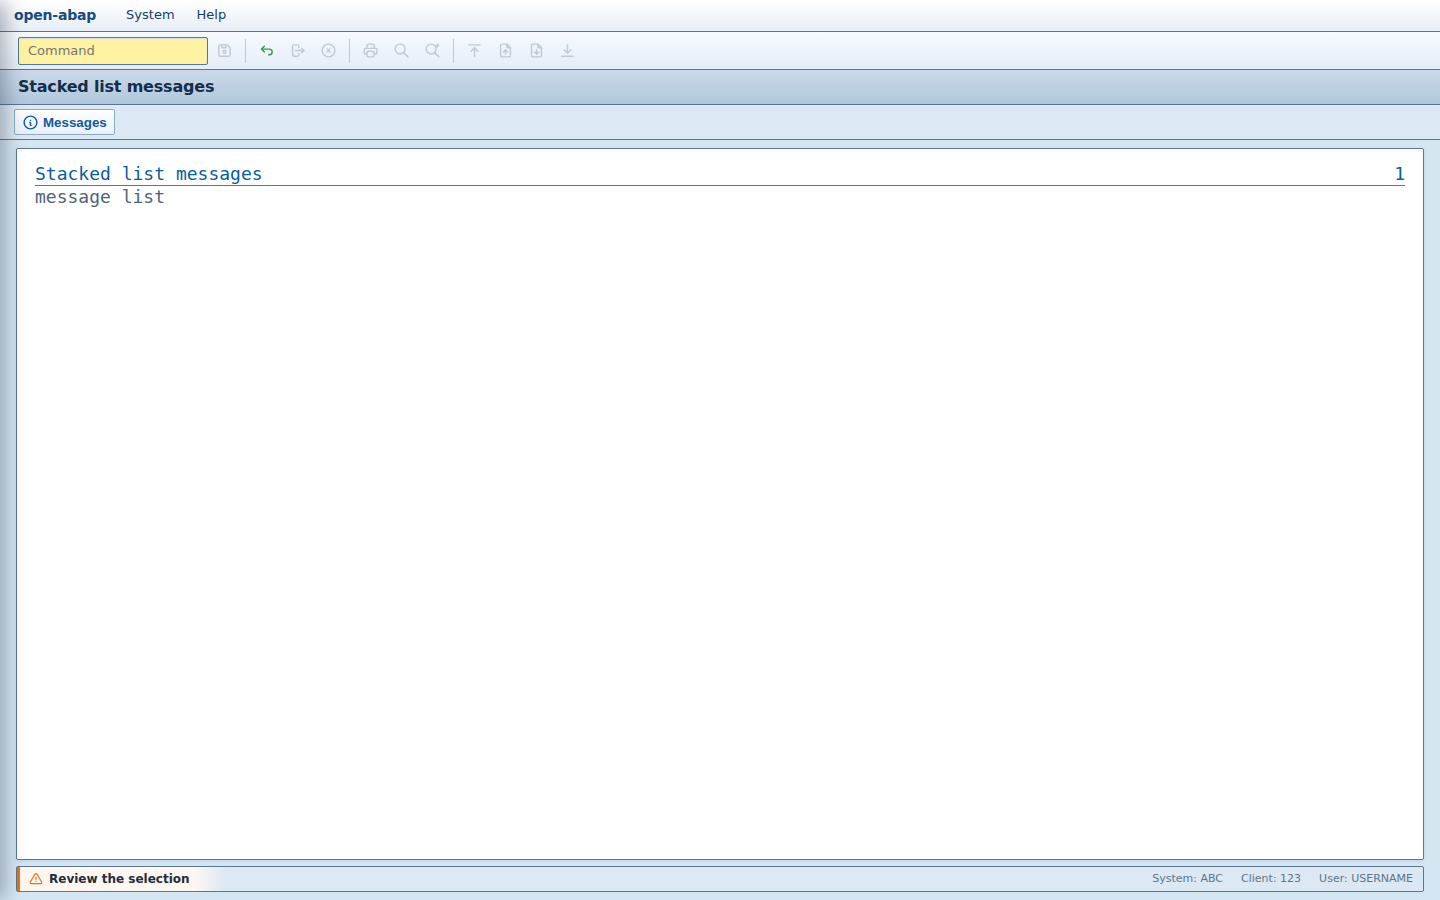 open-abap System Help
Command
Stacked list messages
Messages
Stacked list messages 1
message list
Review the selection System: ABC Client: 123 User: USERNAME